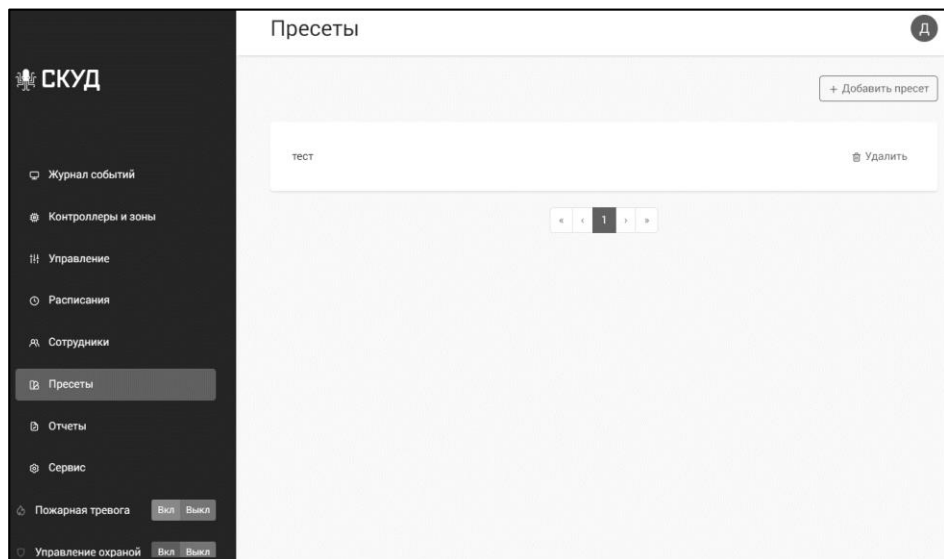 Пресеты
Д
СКУД
+ Добавить пресет
тест
Удалить
Журнал событий
Контроллеры и зоны
Управление
Расписания
Сотрудники
Пресеты
Отчеты
Сервис
Пожарная тревога Вкл Выкл
Управление охраной Вкл Выкл
« ‹ 1 › »